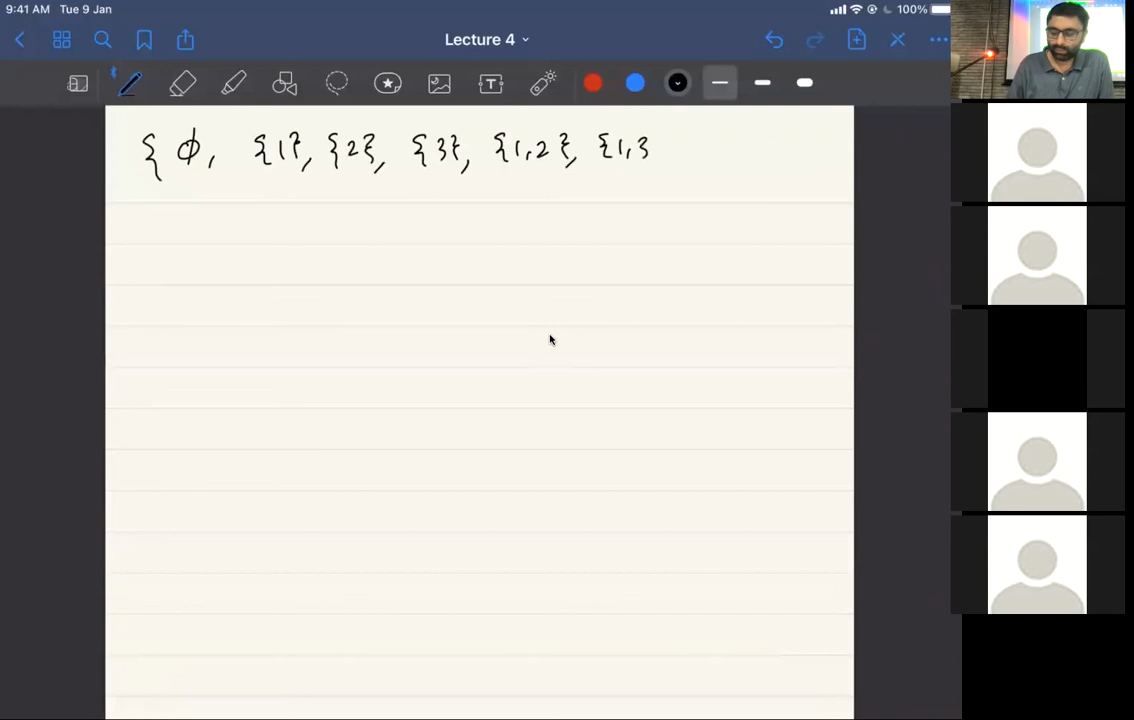 9:41 AM Tue 9 Jan
100%
Lecture 4
{ φ, {1}, {2}, {3}, {1,2}, {1,3